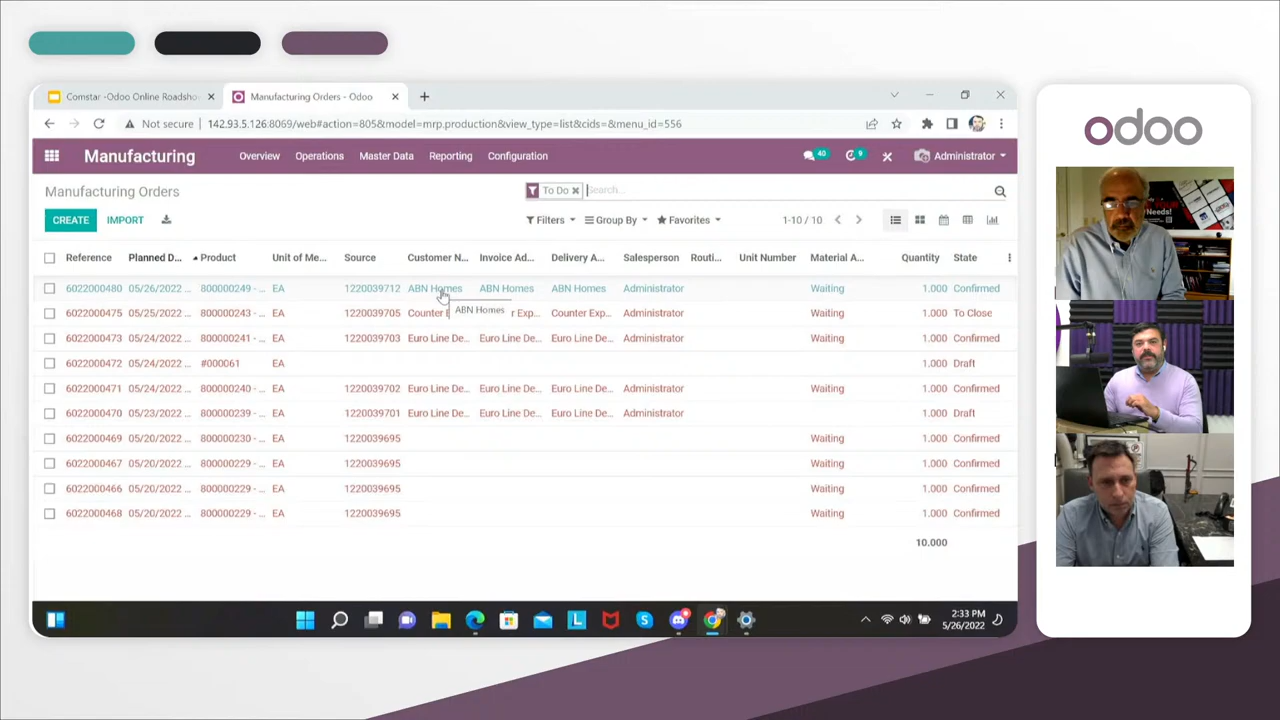 Comstar -Odoo Online Roadsho
Manufacturing Orders - Odoo
Not secure
142.93.5.126:8069/web#action=805&model=mrp.production&view_type=list&cids=&menu_id=556
Manufacturing Overview Operations Master Data Reporting Configuration 40 9 Administrator
Manufacturing Orders
To Do Search...
CREATE IMPORT Filters Group By Favorites 1-10 / 10
Reference Planned D... Product Unit of Me... Source Customer N... Invoice Ad... Delivery A... Salesperson Routi... Unit Number Material A... Quantity State
6022000480 05/26/2022 ... 800000249 - ... EA 1220039712 ABN Homes ABN Homes ABN Homes Administrator Waiting 1.000 Confirmed
ABN Homes
6022000475 05/25/2022 ... 800000243 - ... EA 1220039705 Counter E r Exp... Counter Exp... Administrator Waiting 1.000 To Close
6022000473 05/24/2022 ... 800000241 - ... EA 1220039703 Euro Line De... Euro Line De... Euro Line De... Administrator Waiting 1.000 Confirmed
6022000472 05/24/2022 ... #000061 EA 1.000 Draft
6022000471 05/24/2022 ... 800000240 - ... EA 1220039702 Euro Line De... Euro Line De... Euro Line De... Administrator Waiting 1.000 Confirmed
6022000470 05/23/2022 ... 800000239 - ... EA 1220039701 Euro Line De... Euro Line De... Euro Line De... Administrator 1.000 Draft
6022000469 05/20/2022 ... 800000230 - ... EA 1220039695 Waiting 1.000 Confirmed
6022000467 05/20/2022 ... 800000229 - ... EA 1220039695 Waiting 1.000 Confirmed
6022000466 05/20/2022 ... 800000229 - ... EA 1220039695 Waiting 1.000 Confirmed
6022000468 05/20/2022 ... 800000229 - ... EA 1220039695 Waiting 1.000 Confirmed
10.000
2:33 PM
5/26/2022
odoo
Needs!